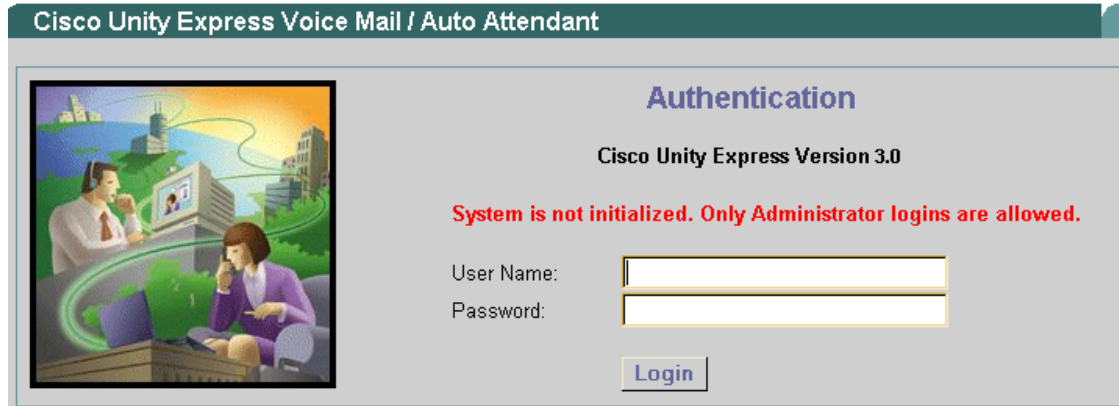 Cisco Unity Express Voice Mail / Auto Attendant
Authentication
Cisco Unity Express Version 3.0
System is not initialized. Only Administrator logins are allowed.
User Name:
Password:
Login